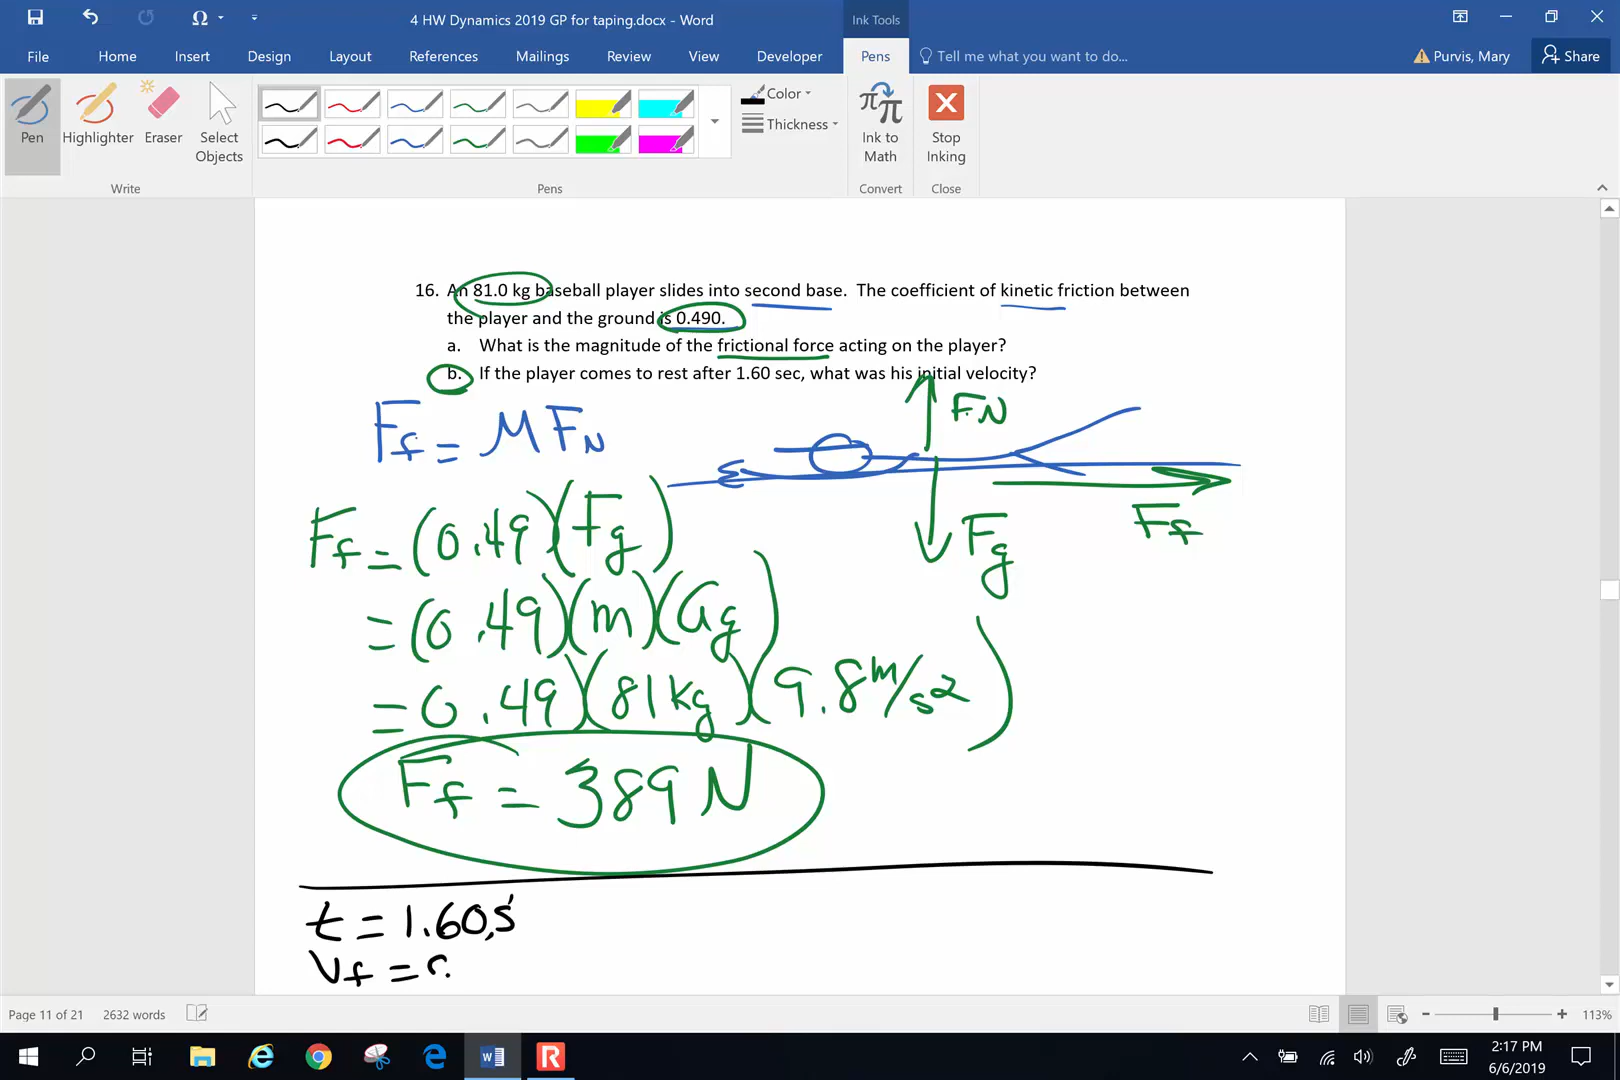 4 HW Dynamics 2019 GP for taping.docx - Word
Ink Tools
File Home Insert Design Layout References Mailings Review View Developer Pens Tell me what you want to do... Purvis, Mary Share
Pen Highlighter Eraser Select Objects
Color
Thickness
Ink to Math
Stop Inking
Write Pens Convert Close
16. An 81.0 kg baseball player slides into second base. The coefficient of kinetic friction between
the player and the ground is 0.490.
a. What is the magnitude of the frictional force acting on the player?
b. If the player comes to rest after 1.60 sec, what was his initial velocity?
Ff = μ FN
FN
Ff = (0.49)(Fg)
Fg
Ff
= (0.49)(m)(ag)
= 0.49)(81kg)(9.8 m/s2)
Ff = 389 N
t = 1.60 s
Vf =
Page 11 of 21 2632 words 113%
2:17 PM
6/6/2019